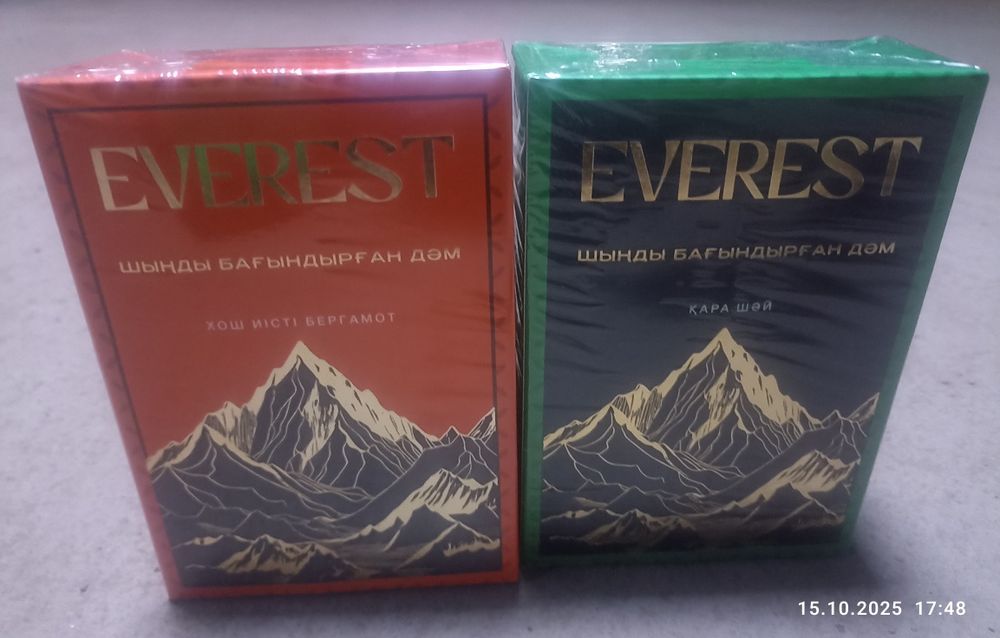 EVEREST
ШЫҢДЫ БАҒЫНДЫРҒАН ДӘМ
ХОШ ИІСТІ БЕРГАМОТ
EVEREST
ШЫҢДЫ БАҒЫНДЫРҒАН ДӘМ
ҚАРА ШӘЙ
15.10.2025 17:48